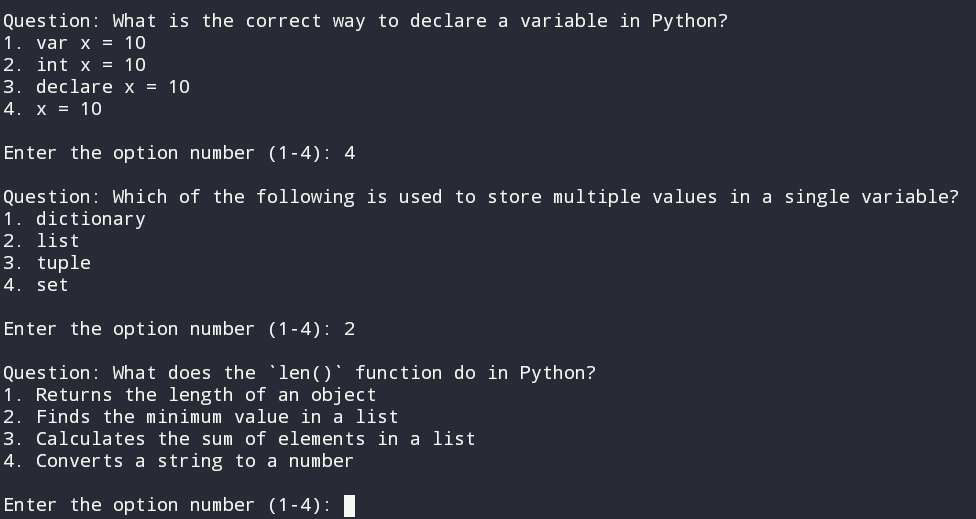 Question: What is the correct way to declare a variable in Python?
1. var x = 10
2. int x = 10
3. declare x = 10
4. x = 10
Enter the option number (1-4): 4
Question: Which of the following is used to store multiple values in a single variable?
1. dictionary
2. list
3. tuple
4. set
Enter the option number (1-4): 2
Question: What does the `len()` function do in Python?
1. Returns the length of an object
2. Finds the minimum value in a list
3. Calculates the sum of elements in a list
4. Converts a string to a number
Enter the option number (1-4):